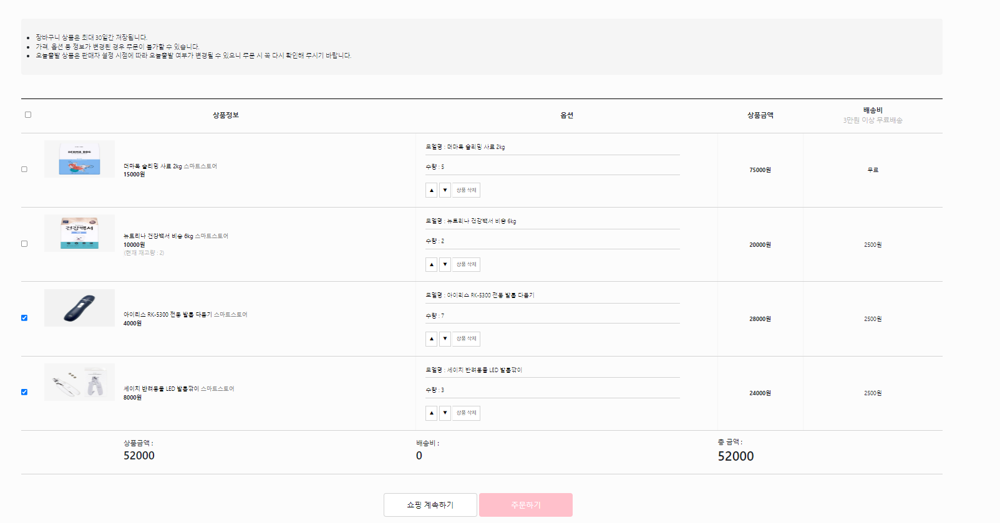 장바구니 상품은 최대 30일간 저장됩니다.
가격, 옵션 등 정보가 변경된 경우 주문이 불가할 수 있습니다.
오늘출발 상품은 판매자 설정 시점에 따라 오늘출발 여부가 변경될 수 있으니 주문 시 꼭 다시 확인해 주시기 바랍니다.
상품정보 옵션 상품금액 배송비
3만원 이상 무료배송
DERMA DOG
더마독 슬리밍 사료 2kg 스마트스토어
15000원
모델명 : 더마독 슬리밍 사료 2kg
수량 : 5
▲ ▼ 상품 삭제
75000원
무료
건강백서
뉴트리나 건강백서 비숑 6kg 스마트스토어
10000원
(현재 재고량 : 2)
모델명 : 뉴트리나 건강백서 비숑 6kg
수량 : 2
▲ ▼ 상품 삭제
20000원
2500원
아이리스 RK-5300 전동 발톱 다듬기 스마트스토어
4000원
모델명 : 아이리스 RK-5300 전동 발톱 다듬기
수량 : 7
▲ ▼ 상품 삭제
28000원
2500원
세이치 반려동물 LED 발톱깎이 스마트스토어
8000원
모델명 : 세이치 반려동물 LED 발톱깎이
수량 : 3
▲ ▼ 상품 삭제
24000원
2500원
상품금액 :
52000
배송비 :
0
총 금액 :
52000
쇼핑 계속하기 주문하기